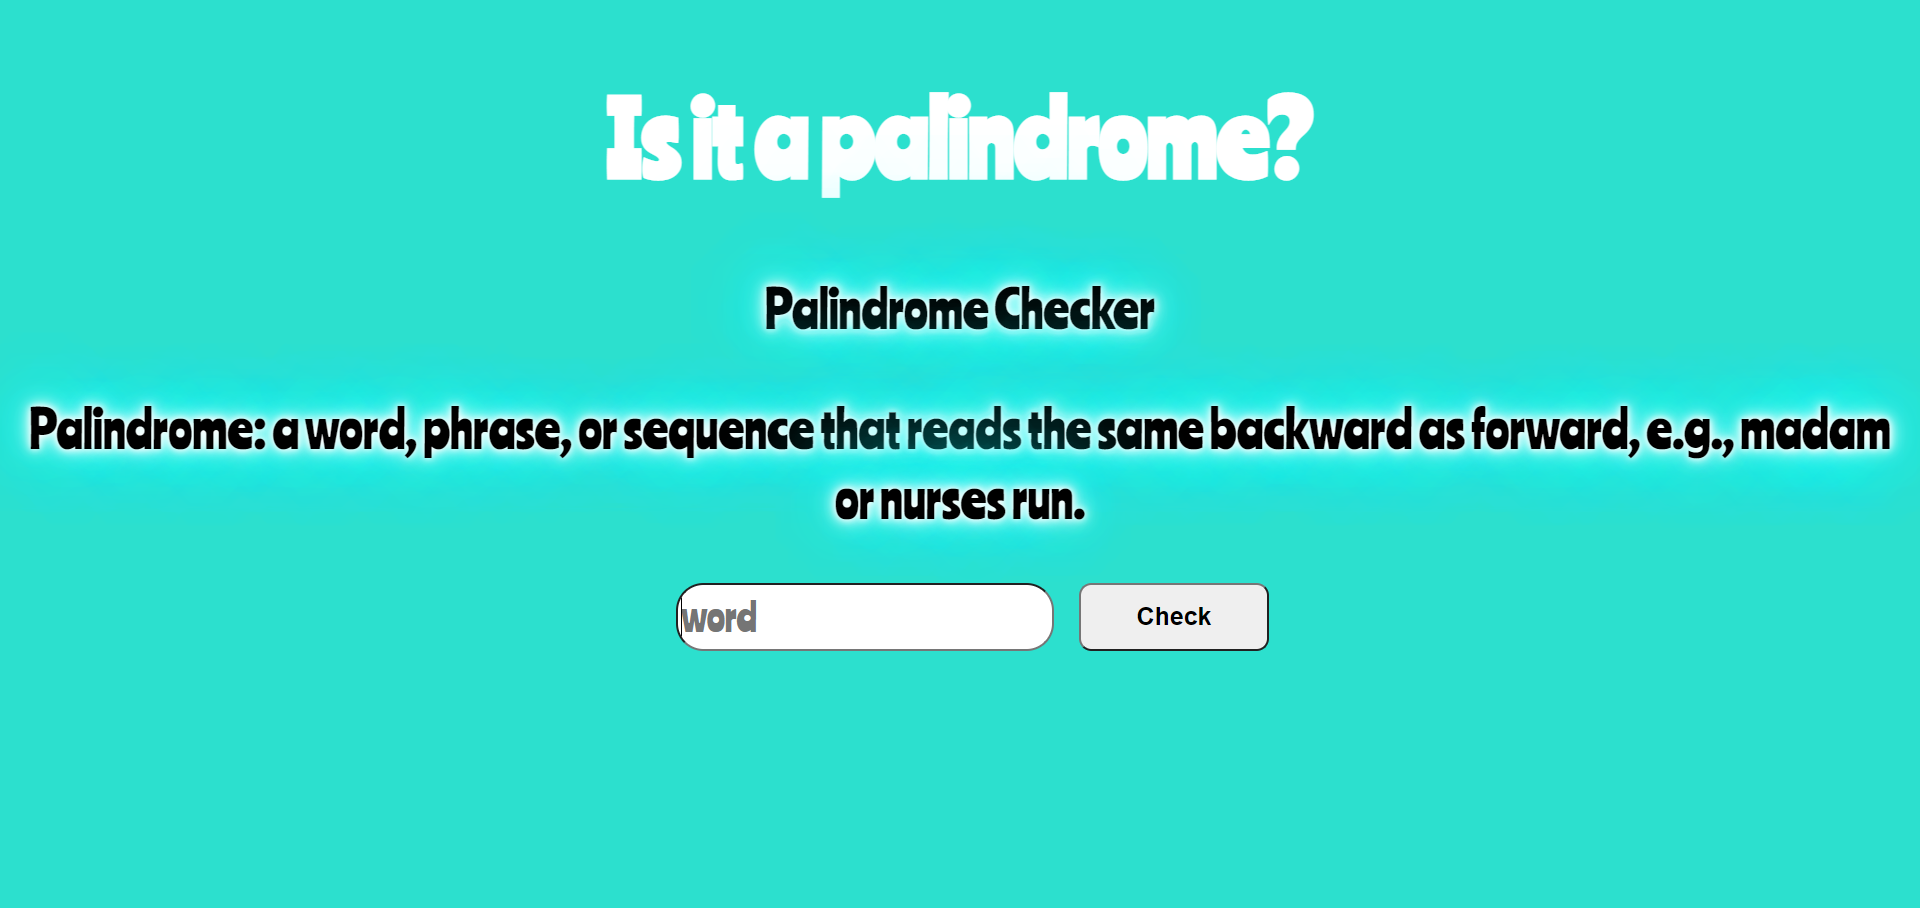 Is it a palindrome?
Palindrome Checker
Palindrome: a word, phrase, or sequence that reads the same backward as forward, e.g., madam
or nurses run.
word
Check